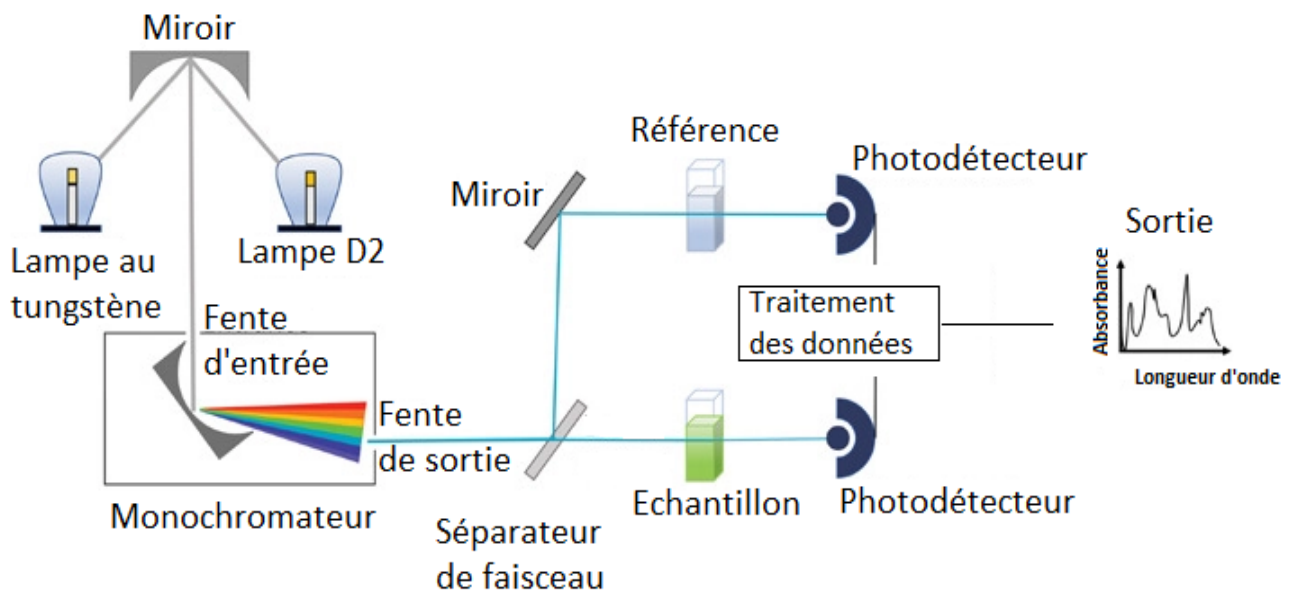 Miroir
Lampe au
tungstène
Lampe D2
Fente
d'entrée
Fente
de sortie
Monochromateur
Miroir
Séparateur
de faisceau
Référence
Echantillon
Photodétecteur
Traitement
des données
Photodétecteur
Sortie
Absorbance
Longueur d'onde